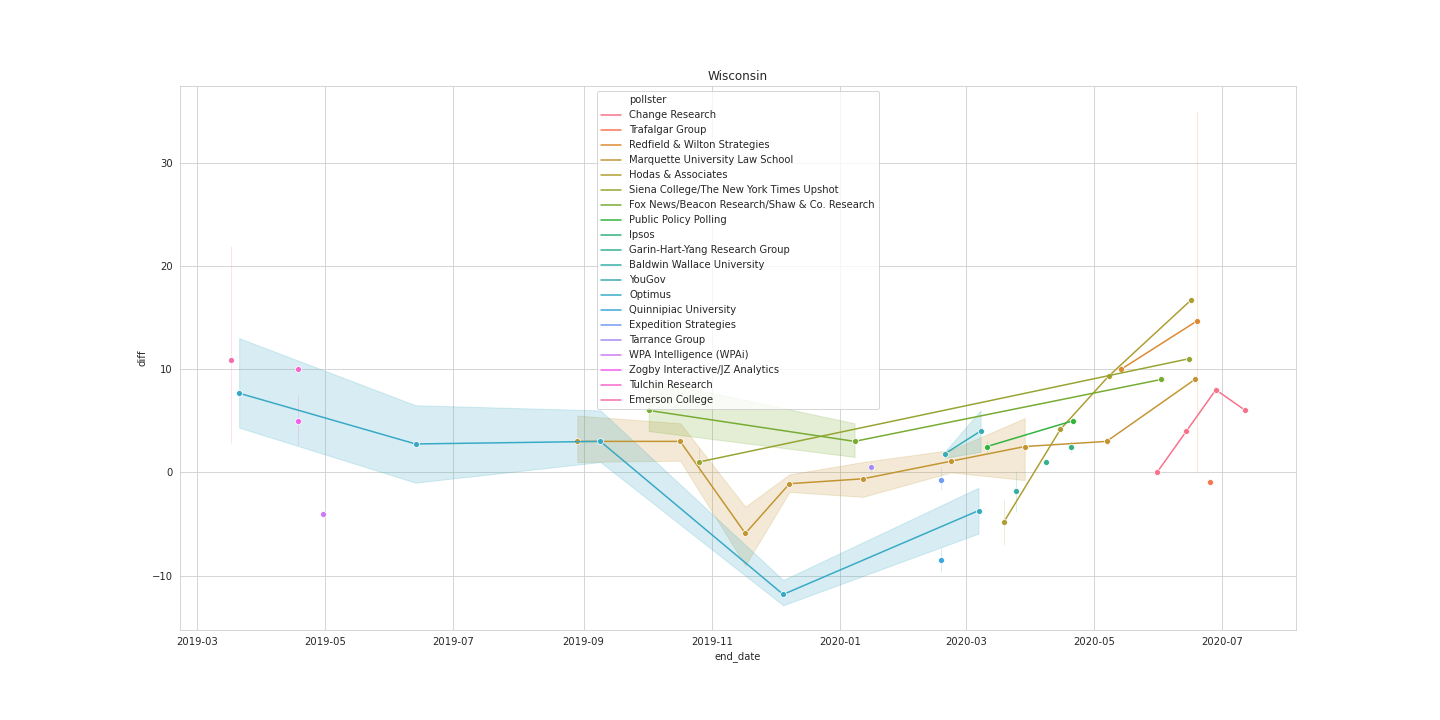 Wisconsin
pollster
Change Research
Trafalgar Group
Redfield & Wilton Strategies
Marquette University Law School
Hodas & Associates
Siena College/The New York Times Upshot
Fox News/Beacon Research/Shaw & Co. Research
Public Policy Polling
Ipsos
Garin-Hart-Yang Research Group
Baldwin Wallace University
YouGov
Optimus
Quinnipiac University
Expedition Strategies
Tarrance Group
WPA Intelligence (WPAi)
Zogby Interactive/JZ Analytics
Tulchin Research
Emerson College
diff
30
20
10
0
−10
2019-03 2019-05 2019-07 2019-09 2019-11 2020-01 2020-03 2020-05 2020-07
end_date